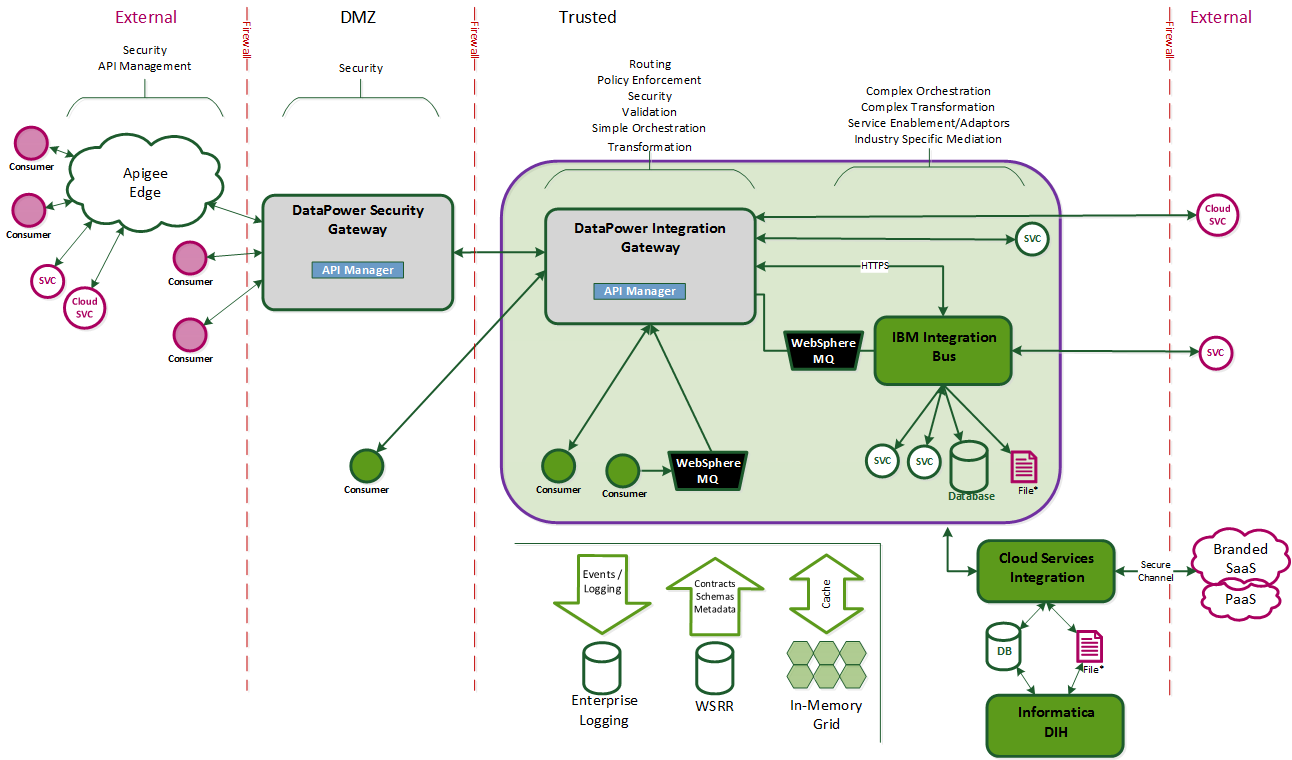 External
DMZ
Trusted
External
Firewall
Firewall
Firewall
Security
API Management
Security
Routing
Policy Enforcement
Security
Validation
Simple Orchestration
Transformation
Complex Orchestration
Complex Transformation
Service Enablement/Adaptors
Industry Specific Mediation
Consumer
Apigee
Edge
Consumer
SVC
Cloud
SVC
Consumer
Consumer
DataPower Security
Gateway
API Manager
DataPower Integration
Gateway
API Manager
Cloud
SVC
SVC
HTTPS
WebSphere
MQ
IBM Integration
Bus
SVC
Consumer
Consumer
Consumer
WebSphere
MQ
SVC
SVC
Database
File*
Events /
Logging
Contracts
Schemas
Metadata
Cache
Enterprise
Logging
WSRR
In-Memory
Grid
Cloud Services
Integration
Secure
Channel
Branded
SaaS
PaaS
DB
File*
Informatica
DIH